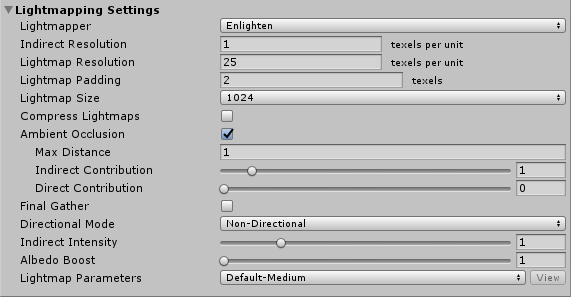 Lightmapping Settings
Lightmapper Enlighten
Indirect Resolution 1 texels per unit
Lightmap Resolution 25 texels per unit
Lightmap Padding 2 texels
Lightmap Size 1024
Compress Lightmaps
Ambient Occlusion
Max Distance 1
Indirect Contribution 1
Direct Contribution 0
Final Gather
Directional Mode Non-Directional
Indirect Intensity 1
Albedo Boost 1
Lightmap Parameters Default-Medium View